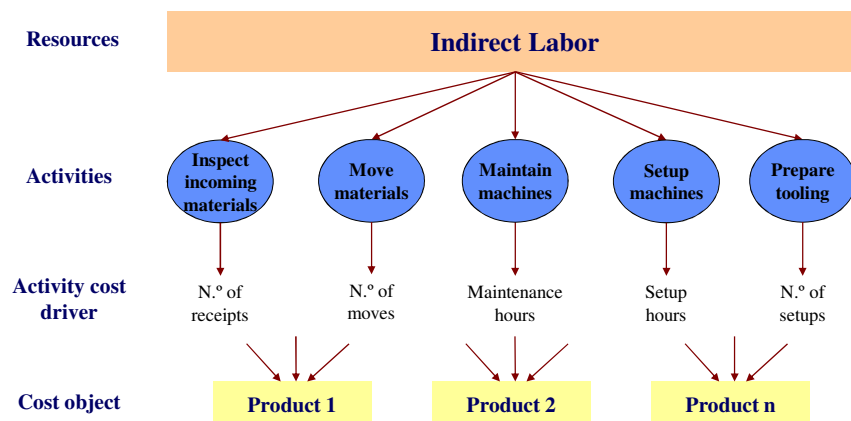 Resources
Indirect Labor
Activities
Inspect
incoming
materials
Move
materials
Maintain
machines
Setup
machines
Prepare
tooling
Activity cost
driver
N.º of
receipts
N.º of
moves
Maintenance
hours
Setup
hours
N.º of
setups
Cost object
Product 1
Product 2
Product n